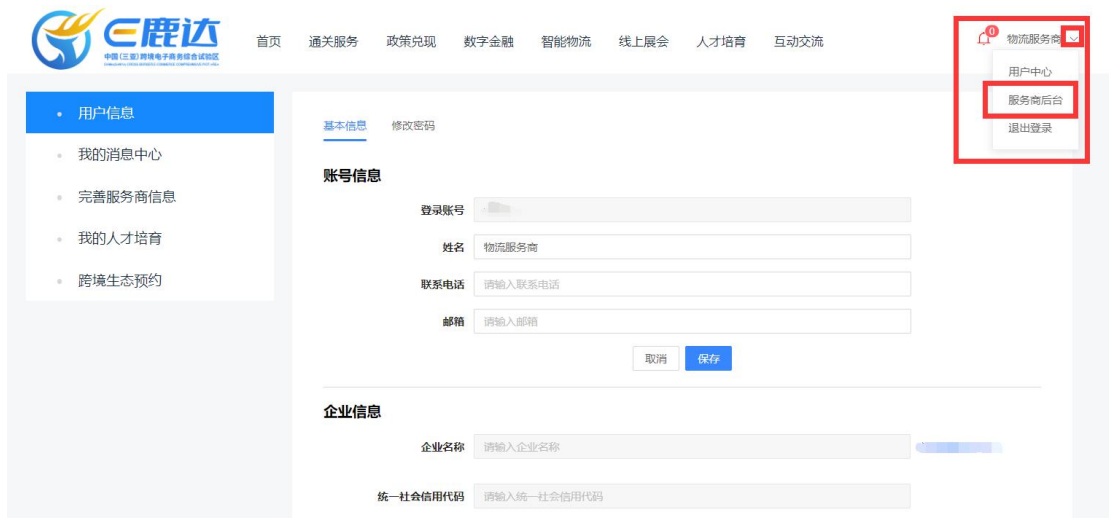 E鹿达
中国(三亚)跨境电子商务综合试验区
首页 通关服务 政策兑现 数字金融 智能物流 线上展会 人才培育 互动交流
0 物流服务商
用户中心
服务商后台
退出登录
用户信息
我的消息中心
完善服务商信息
我的人才培育
跨境生态预约
基本信息 修改密码
账号信息
登录账号
姓名 物流服务商
联系电话 请输入联系电话
邮箱 请输入邮箱
取消 保存
企业信息
企业名称 请输入企业名称
统一社会信用代码 请输入统一社会信用代码